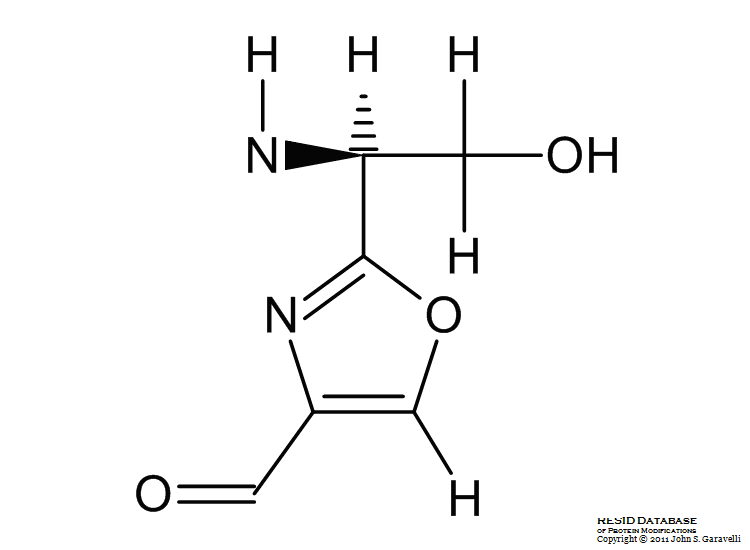 H H H
N OH
H
N O
O H
RESID DATABASE
OF PROTEIN MODIFICATIONS
Copyright © 2011 John S. Garavelli